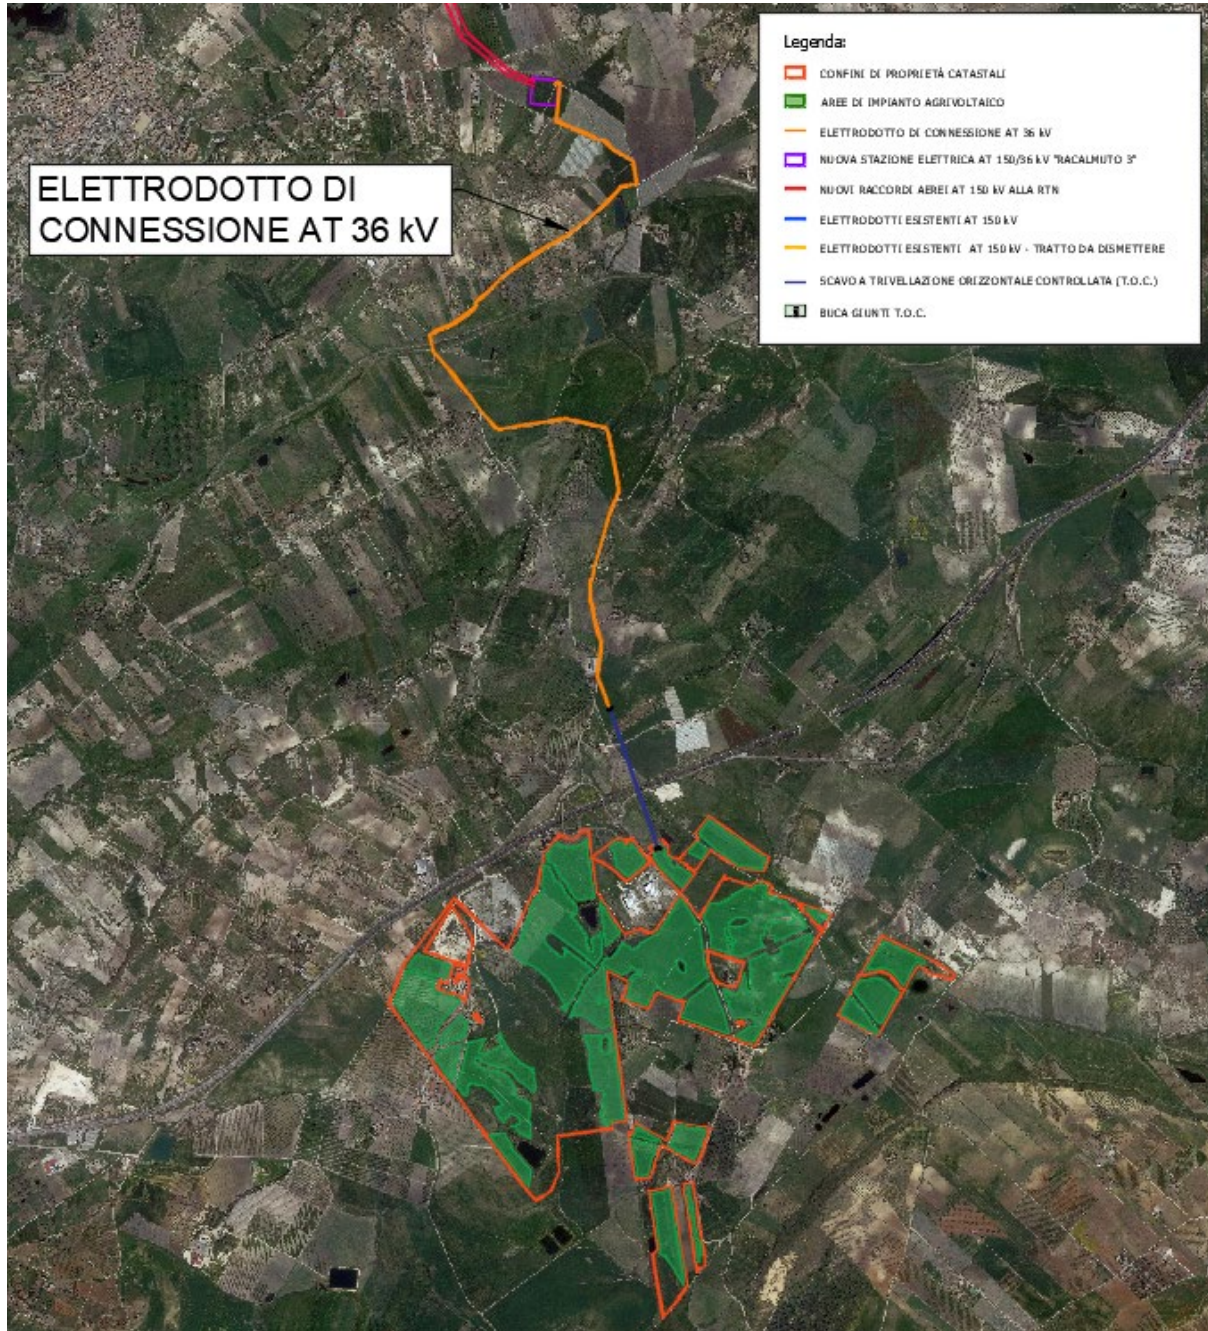 Legenda:
CONFINI DI PROPRIETÀ CATASTALI
AREE DI IMPIANTO AGRIVOLTAICO
ELETTRODOTTO DI CONNESSIONE AT 36 kV
NUOVA STAZIONE ELETTRICA AT 150/36 kV "RACALMUTO 3"
NUOVI RACCORDI AEREI AT 150 kV ALLA RTN
ELETTRODOTTI ESISTENTI AT 150 kV
ELETTRODOTTI ESISTENTI AT 150 kV - TRATTO DA DISMETTERE
SCAVO A TRIVELLAZIONE ORIZZONTALE CONTROLLATA (T.O.C.)
BUCA GIUNTI T.O.C.
ELETTRODOTTO DI
CONNESSIONE AT 36 kV